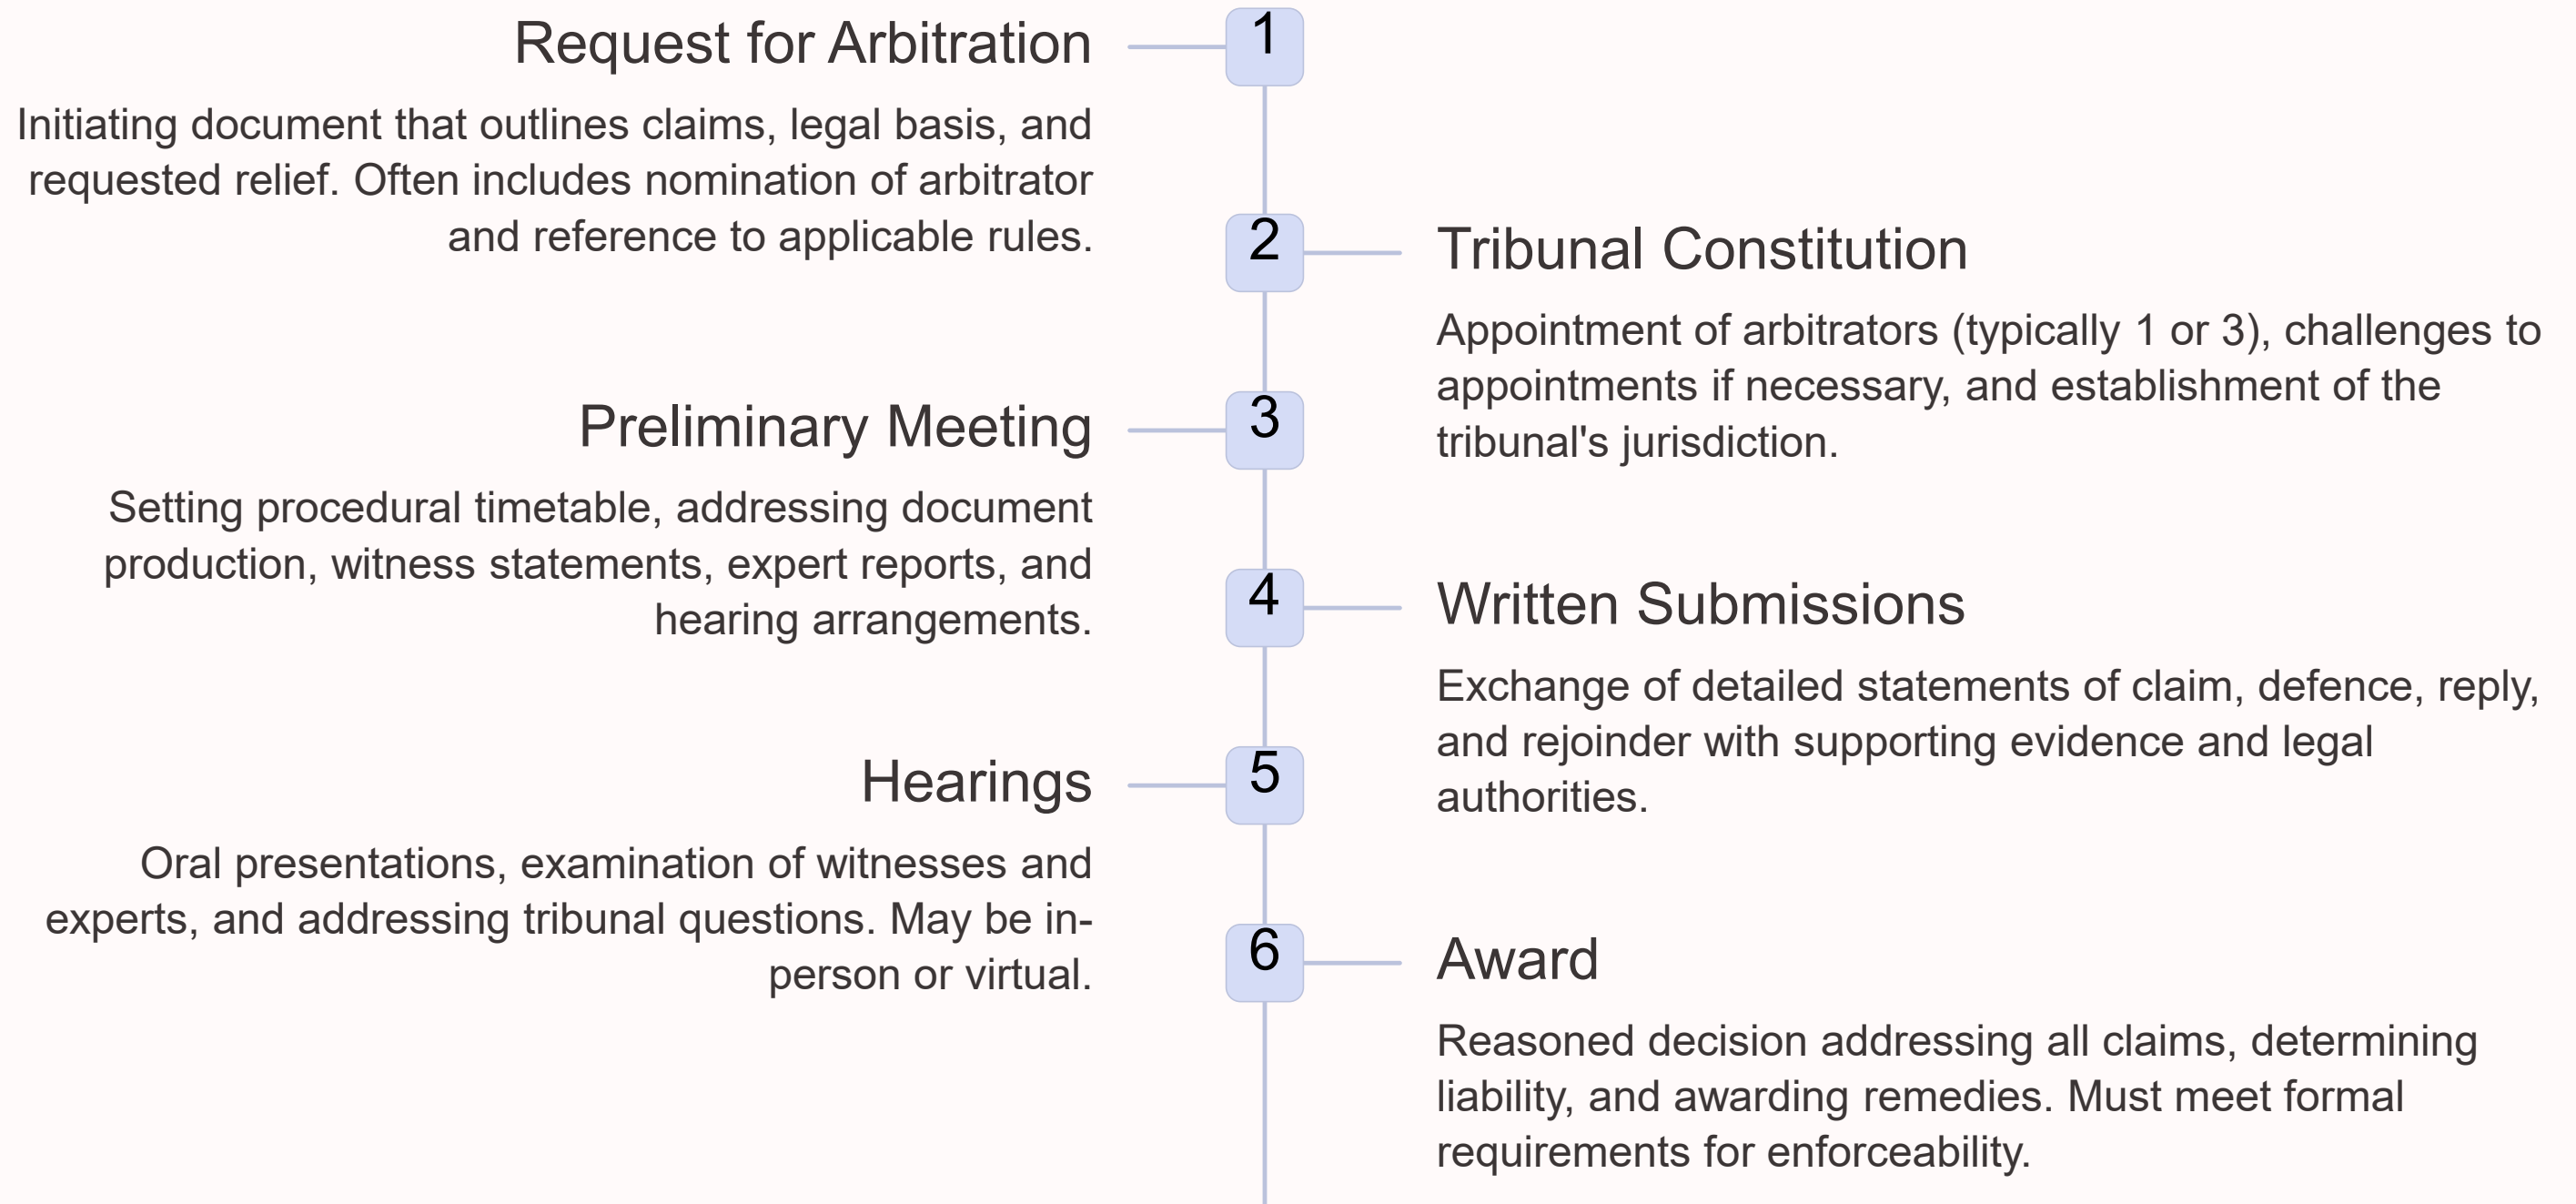 1
Request for Arbitration
Initiating document that outlines claims, legal basis, and
requested relief. Often includes nomination of arbitrator
and reference to applicable rules.
2
Tribunal Constitution
Appointment of arbitrators (typically 1 or 3), challenges to
appointments if necessary, and establishment of the
tribunal's jurisdiction.
3
Preliminary Meeting
Setting procedural timetable, addressing document
production, witness statements, expert reports, and
hearing arrangements.
4
Written Submissions
Exchange of detailed statements of claim, defence, reply,
and rejoinder with supporting evidence and legal
authorities.
5
Hearings
Oral presentations, examination of witnesses and
experts, and addressing tribunal questions. May be in-
person or virtual.
6
Award
Reasoned decision addressing all claims, determining
liability, and awarding remedies. Must meet formal
requirements for enforceability.